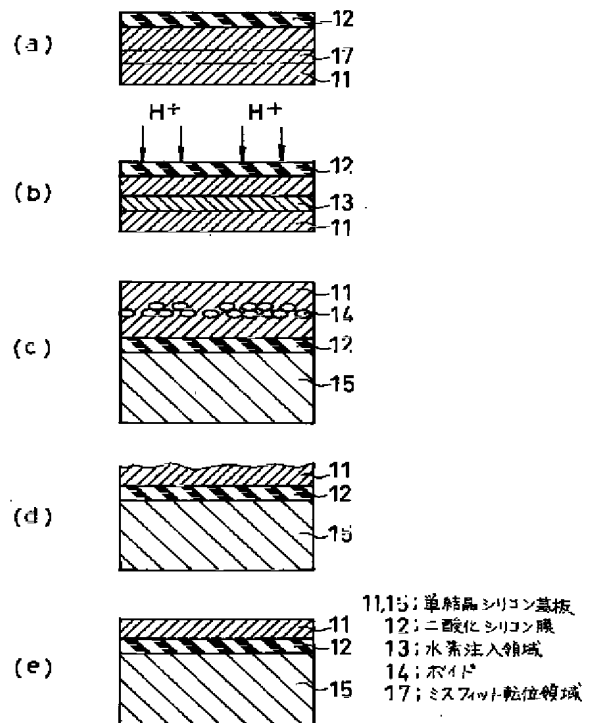 (a)
12
17
11
H+ H+
(b)
12
13
11
(c)
11
14
12
15
(d)
11
12
15
(e)
11
12
15
11,15; 単結晶シリコン基板
12; 二酸化シリコン膜
13; 水素注入領域
14; ボイド
17; ミスフィット転位領域